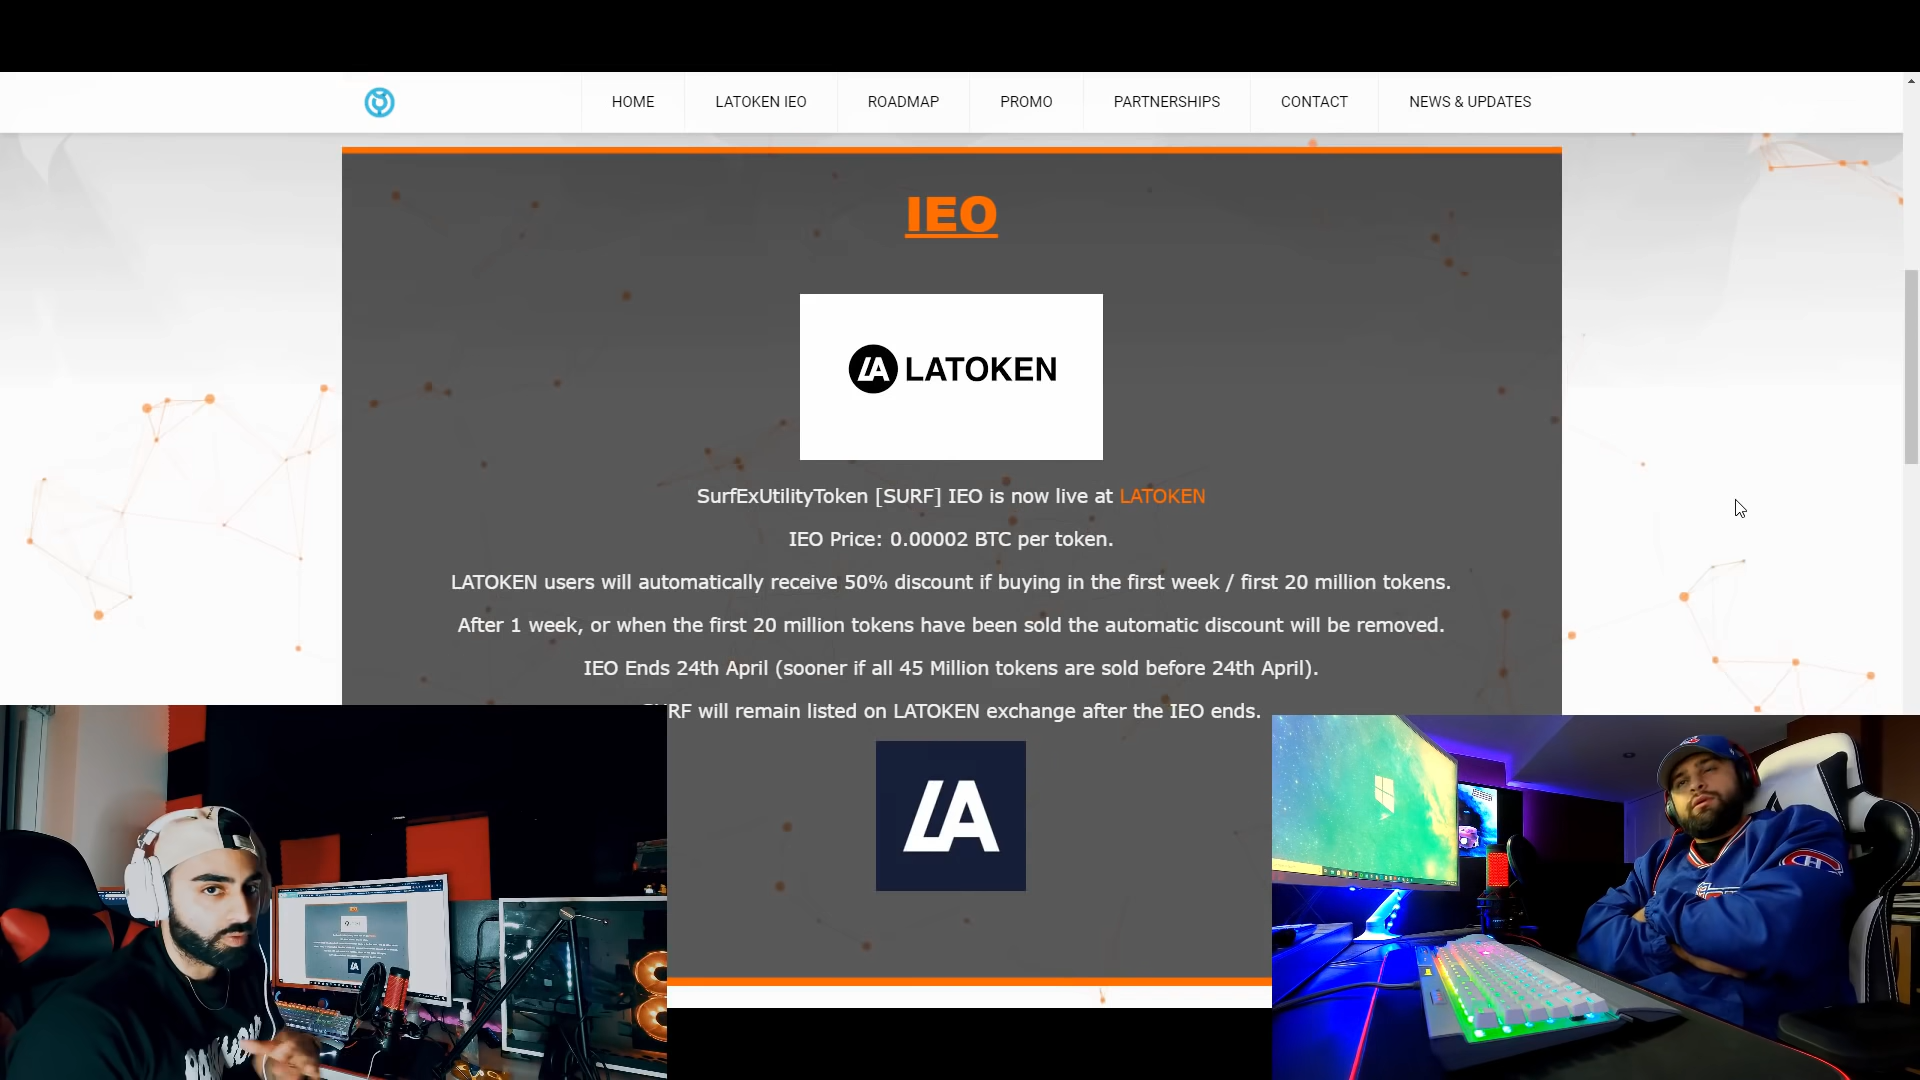 HOME LATOKEN IEO ROADMAP PROMO PARTNERSHIPS CONTACT NEWS & UPDATES
IEO
LA LATOKEN
SurfExUtilityToken [SURF] IEO is now live at LATOKEN
IEO Price: 0.00002 BTC per token.
LATOKEN users will automatically receive 50% discount if buying in the first week / first 20 million tokens.
After 1 week, or when the first 20 million tokens have been sold the automatic discount will be removed.
IEO Ends 24th April (sooner if all 45 Million tokens are sold before 24th April).
will remain listed on LATOKEN exchange after the IEO ends.
LA